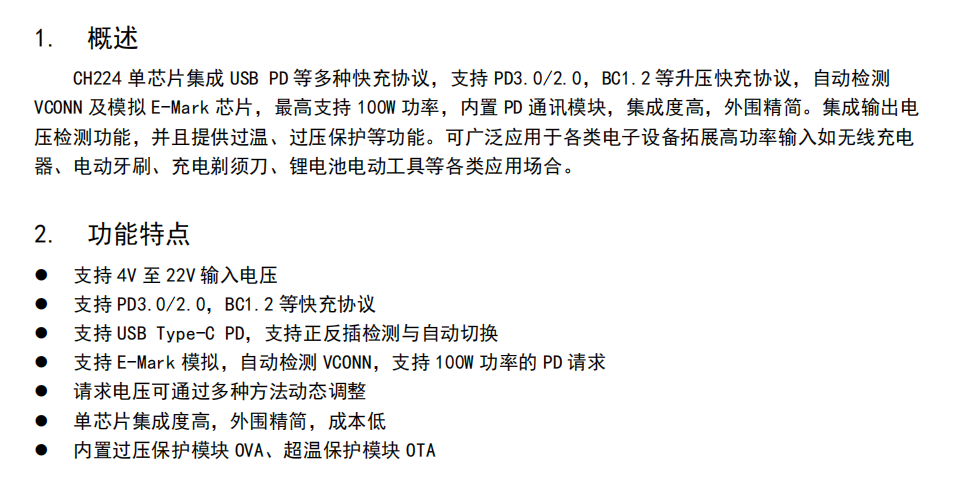 1. 概述
CH224 单芯片集成 USB PD 等多种快充协议，支持 PD3.0/2.0，BC1.2 等升压快充协议，自动检测
VCONN 及模拟 E-Mark 芯片，最高支持 100W 功率，内置 PD 通讯模块，集成度高，外围精简。集成输出电
压检测功能，并且提供过温、过压保护等功能。可广泛应用于各类电子设备拓展高功率输入如无线充电
器、电动牙刷、充电剃须刀、锂电池电动工具等各类应用场合。
2. 功能特点
● 支持 4V 至 22V 输入电压
● 支持 PD3.0/2.0，BC1.2 等快充协议
● 支持 USB Type-C PD，支持正反插检测与自动切换
● 支持 E-Mark 模拟，自动检测 VCONN，支持 100W 功率的 PD 请求
● 请求电压可通过多种方法动态调整
● 单芯片集成度高，外围精简，成本低
● 内置过压保护模块 OVA、超温保护模块 OTA